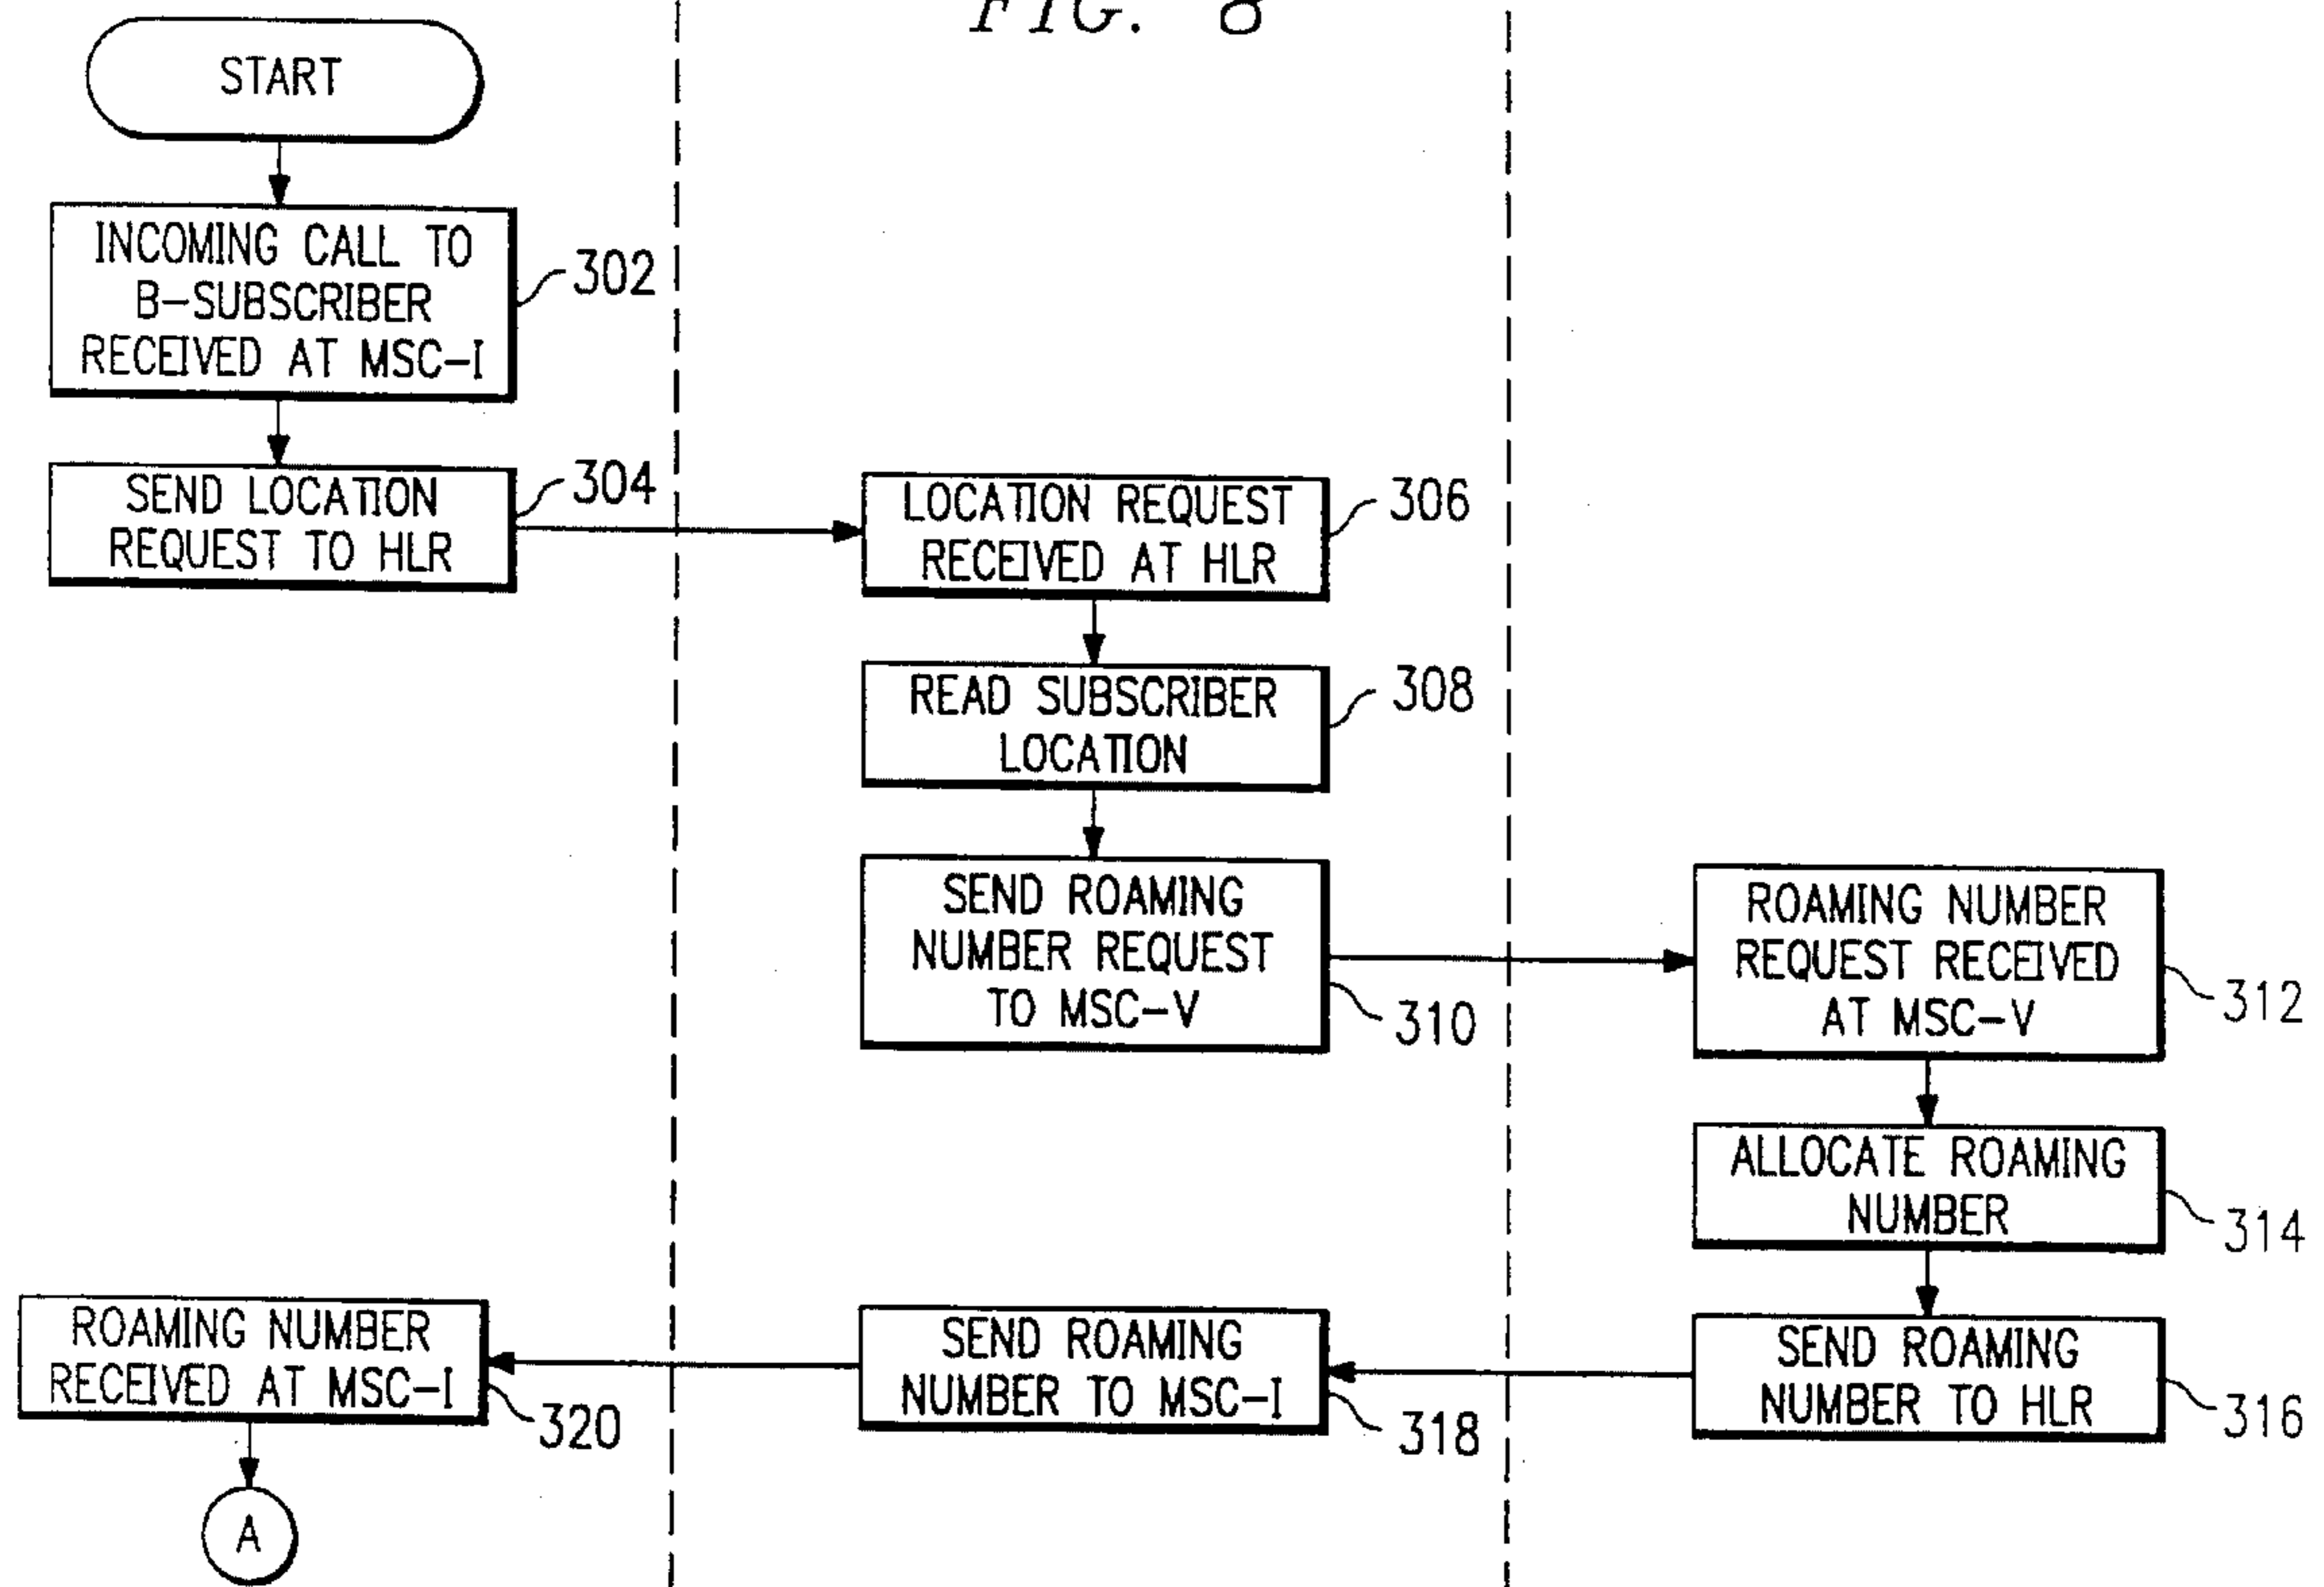 FIG. 8
START
INCOMING CALL TO
B-SUBSCRIBER
RECEIVED AT MSC-I
302
SEND LOCATION
REQUEST TO HLR
304
LOCATION REQUEST
RECEIVED AT HLR
306
READ SUBSCRIBER
LOCATION
308
SEND ROAMING
NUMBER REQUEST
TO MSC-V
310
ROAMING NUMBER
REQUEST RECEIVED
AT MSC-V
312
ALLOCATE ROAMING
NUMBER
314
SEND ROAMING
NUMBER TO HLR
316
SEND ROAMING
NUMBER TO MSC-I
318
ROAMING NUMBER
RECEIVED AT MSC-I
320
A